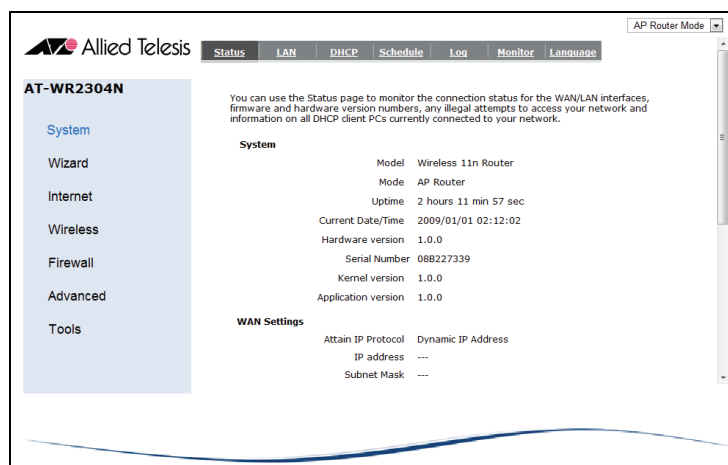 AP Router Mode
Allied Telesis
Status LAN DHCP Schedule Log Monitor Language
AT-WR2304N
System
Wizard
Internet
Wireless
Firewall
Advanced
Tools
You can use the Status page to monitor the connection status for the WAN/LAN interfaces,
firmware and hardware version numbers, any illegal attempts to access your network and
information on all DHCP client PCs currently connected to your network.
System
Model Wireless 11n Router
Mode AP Router
Uptime 2 hours 11 min 57 sec
Current Date/Time 2009/01/01 02:12:02
Hardware version 1.0.0
Serial Number 08B227339
Kernel version 1.0.0
Application version 1.0.0
WAN Settings
Attain IP Protocol Dynamic IP Address
IP address ---
Subnet Mask ---